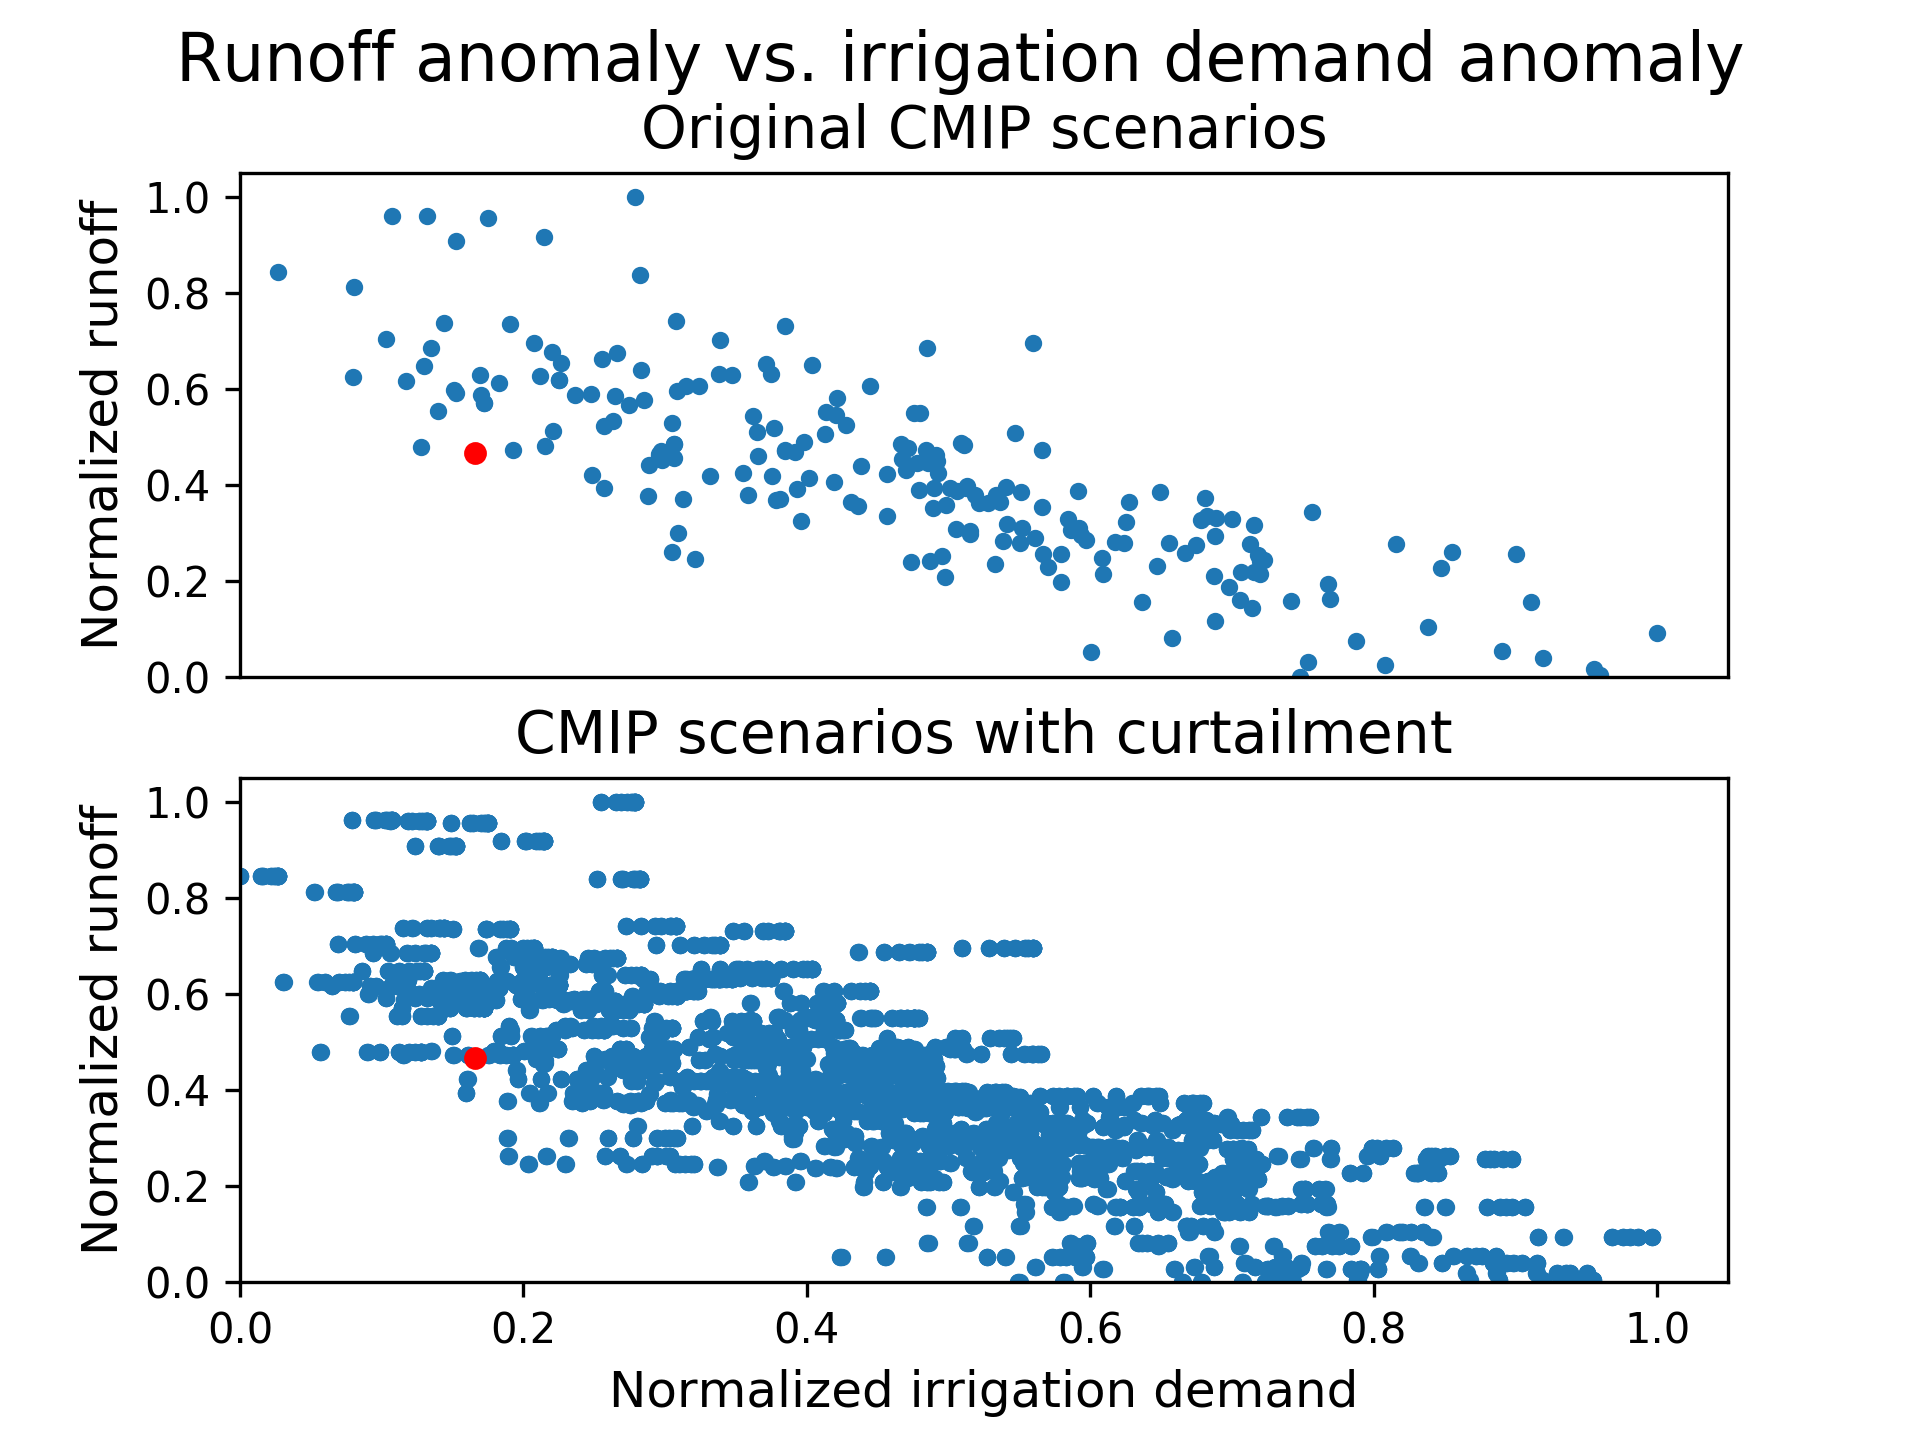 Runoff anomaly vs. irrigation demand anomaly
Original CMIP scenarios
Normalized runoff
1.0
0.8
0.6
0.4
0.2
0.0
CMIP scenarios with curtailment
Normalized runoff
1.0
0.8
0.6
0.4
0.2
0.0
0.0 0.2 0.4 0.6 0.8 1.0
Normalized irrigation demand